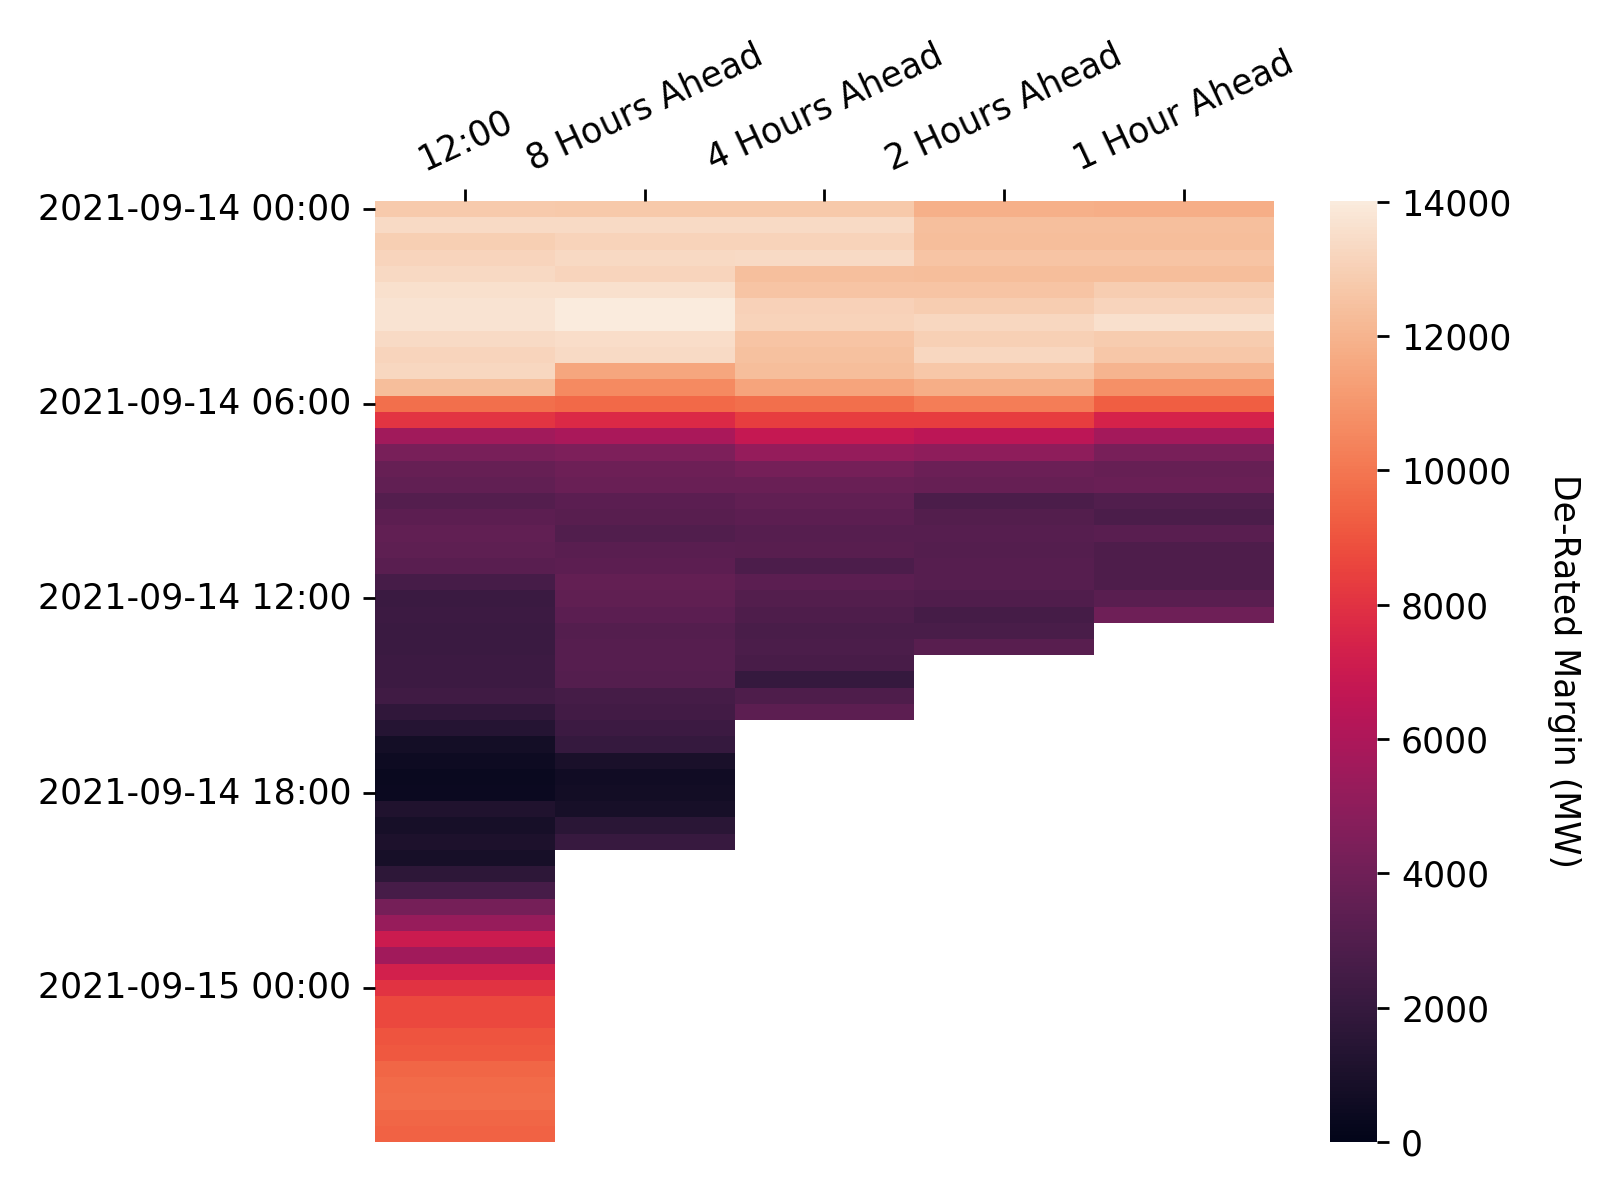 12:00
8 Hours Ahead
4 Hours Ahead
2 Hours Ahead
1 Hour Ahead
2021-09-14 00:00
2021-09-14 06:00
2021-09-14 12:00
2021-09-14 18:00
2021-09-15 00:00
14000
12000
10000
8000
6000
4000
2000
0
De-Rated Margin (MW)